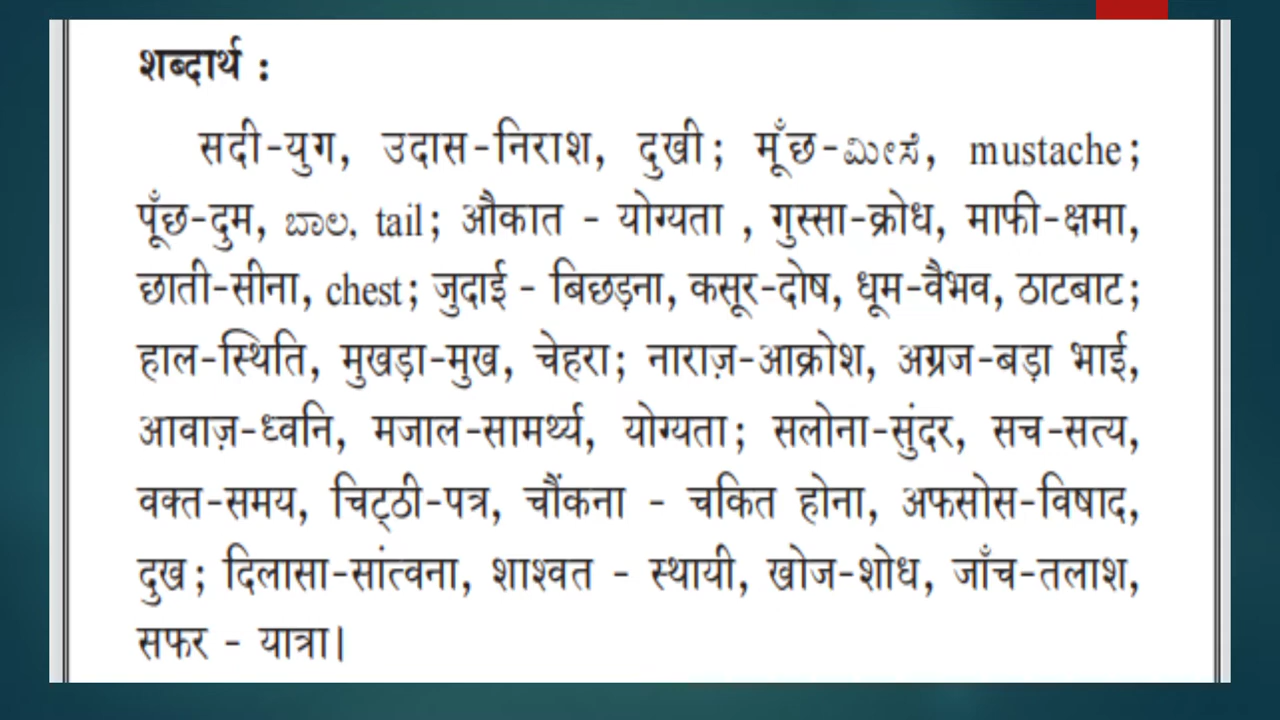 शब्दार्थ :
सदी-युग, उदास-निराश, दुखी; मूँछ-ಮೀಸೆ, mustache;
पूँछ-दुम, ಬಾಲ, tail; औकात - योग्यता , गुस्सा-क्रोध, माफी-क्षमा,
छाती-सीना, chest; जुदाई - बिछड़ना, कसूर-दोष, धूम-वैभव, ठाटबाट;
हाल-स्थिति, मुखड़ा-मुख, चेहरा; नाराज़-आक्रोश, अग्रज-बड़ा भाई,
आवाज़-ध्वनि, मजाल-सामर्थ्य, योग्यता; सलोना-सुंदर, सच-सत्य,
वक्त-समय, चिट्ठी-पत्र, चौंकना - चकित होना, अफसोस-विषाद,
दुख; दिलासा-सांत्वना, शाश्वत - स्थायी, खोज-शोध, जाँच-तलाश,
सफर - यात्रा।